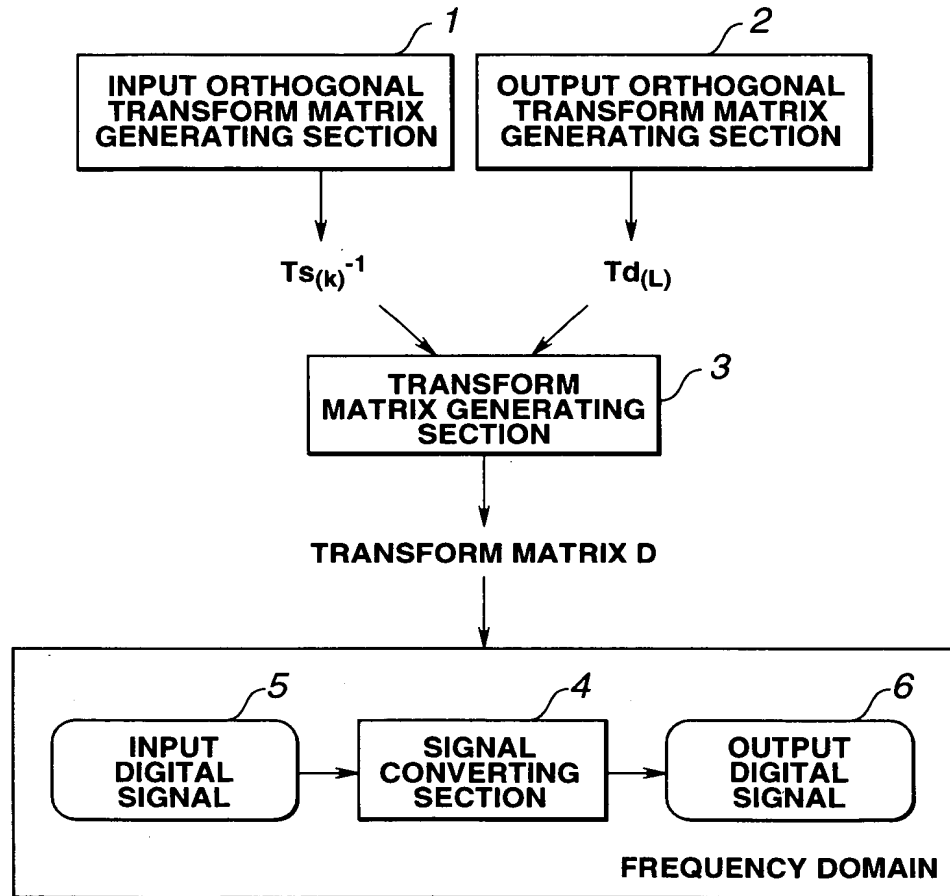 1
2
INPUT ORTHOGONAL
TRANSFORM MATRIX
GENERATING SECTION
OUTPUT ORTHOGONAL
TRANSFORM MATRIX
GENERATING SECTION
Ts(k)-1
Td(L)
3
TRANSFORM
MATRIX GENERATING
SECTION
TRANSFORM MATRIX D
5
4
6
INPUT
DIGITAL
SIGNAL
SIGNAL
CONVERTING
SECTION
OUTPUT
DIGITAL
SIGNAL
FREQUENCY DOMAIN